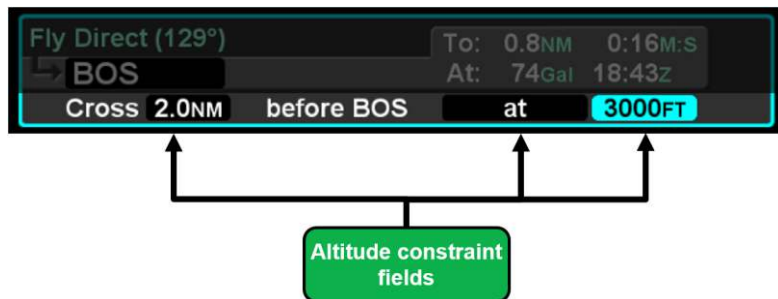 Fly Direct (129°)
To: 0.8NM 0:16M:S
BOS
At: 74Gal 18:43Z
Cross 2.0NM before BOS at 3000FT
Altitude constraint
fields